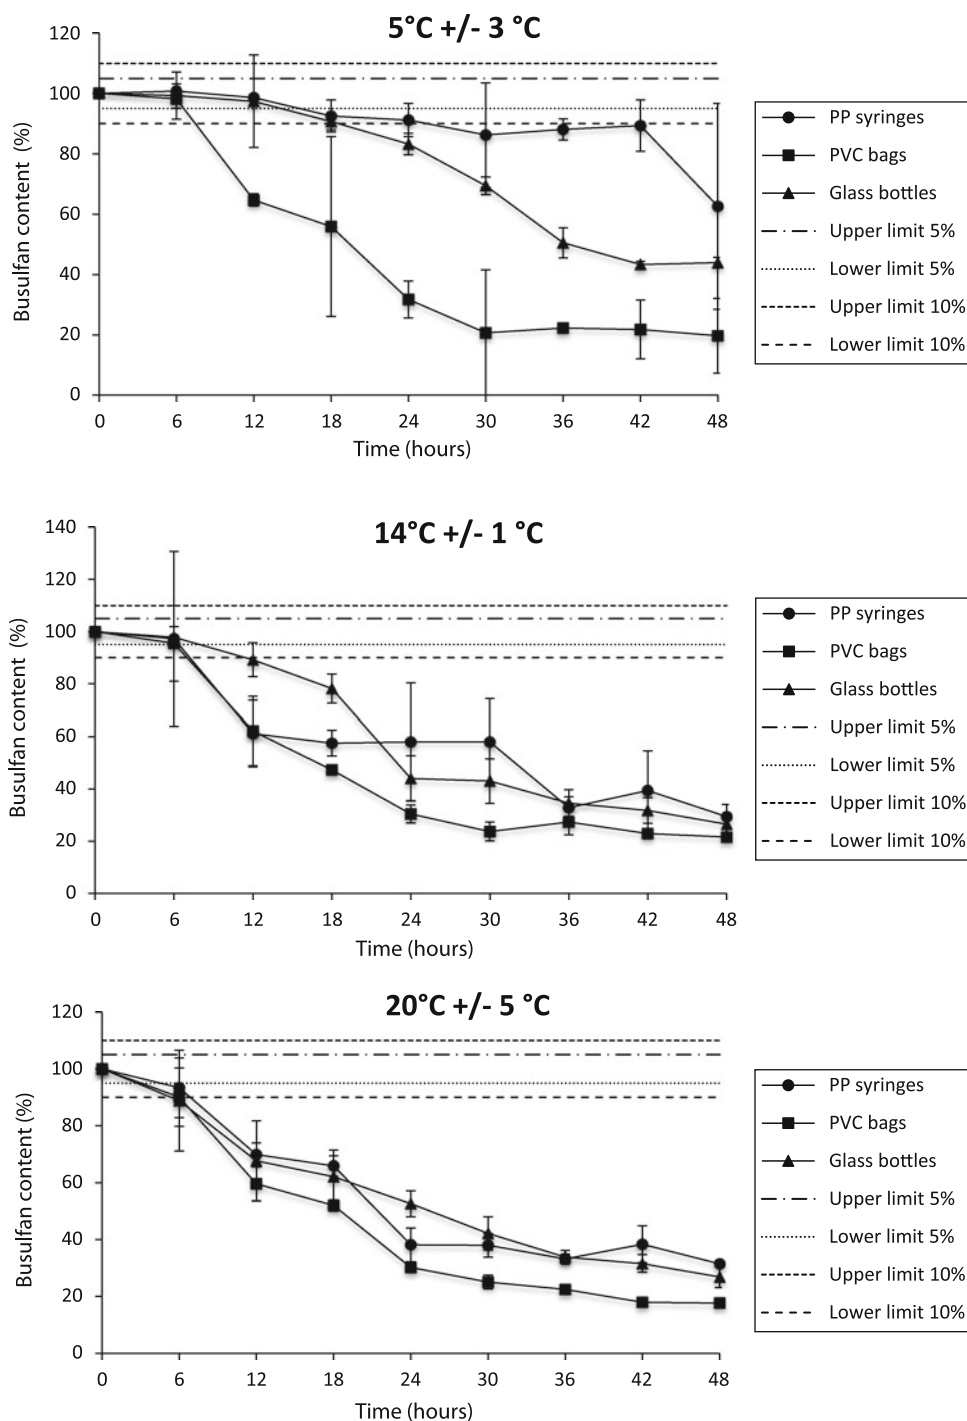 5°C +/- 3 °C
120
100
80
60
40
20
0
Busulfan content (%)
0 6 12 18 24 30 36 42 48
Time (hours)
PP syringes
PVC bags
Glass bottles
Upper limit 5%
Lower limit 5%
Upper limit 10%
Lower limit 10%
14°C +/- 1 °C
140
120
100
80
60
40
20
0
Busulfan content (%)
0 6 12 18 24 30 36 42 48
Time (hours)
PP syringes
PVC bags
Glass bottles
Upper limit 5%
Lower limit 5%
Upper limit 10%
Lower limit 10%
20°C +/- 5 °C
120
100
80
60
40
20
0
Busulfan content (%)
0 6 12 18 24 30 36 42 48
Time (hours)
PP syringes
PVC bags
Glass bottles
Upper limit 5%
Lower limit 5%
Upper limit 10%
Lower limit 10%